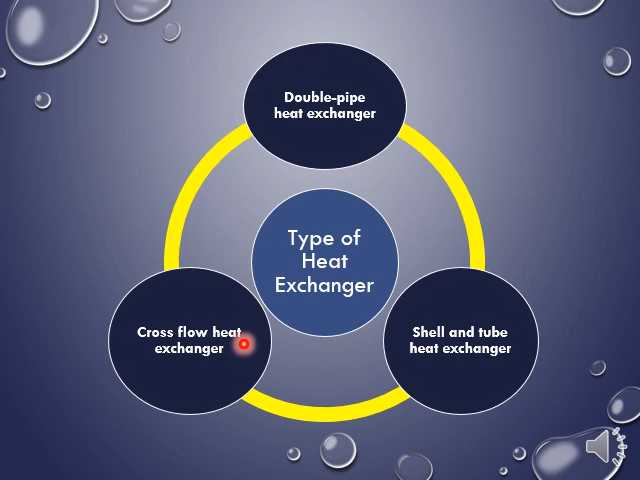 Double-pipe
heat exchanger
Type of
Heat
Exchanger
Cross flow heat
exchanger
Shell and tube
heat exchanger